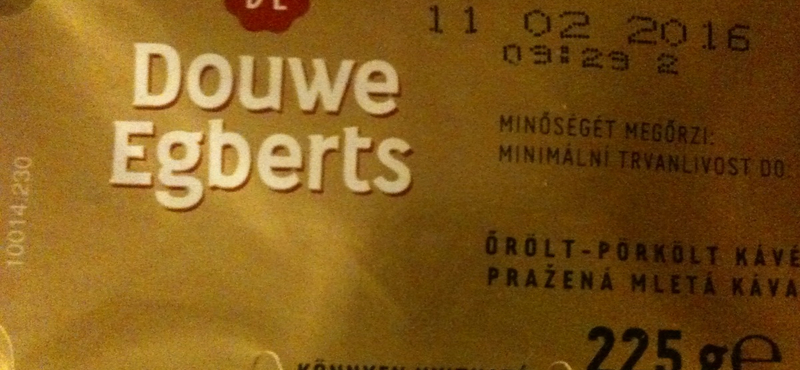 DE
Douwe
Egberts
11 02 2016
09:29 2
MINŐSÉGÉT MEGŐRZI:
MINIMÁLNÍ TRVANLIVOST DO:
ŐRÖLT-PÖRKÖLT KÁVÉ
PRAŽENÁ MLETÁ KÁVA
225 g℮
10014.230